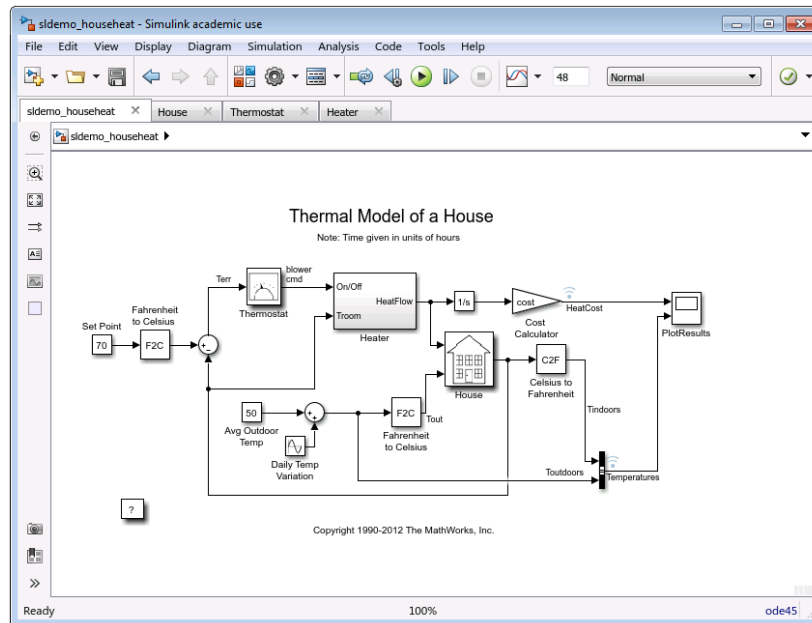 sldemo_househeat - Simulink academic use
File Edit View Display Diagram Simulation Analysis Code Tools Help
48 Normal
sldemo_househeat House Thermostat Heater
sldemo_househeat
Thermal Model of a House
Note: Time given in units of hours
Set Point
70
Fahrenheit
to Celsius
F2C
Terr
Thermostat
blower
cmd
On/Off
HeatFlow
Troom
Heater
1/s
cost
Cost
Calculator
HeatCost
PlotResults
House
C2F
Celsius to
Fahrenheit
Tindoors
50
Avg Outdoor
Temp
Daily Temp
Variation
F2C
Fahrenheit
to Celsius
Tout
Toutdoors
Temperatures
?
Copyright 1990-2012 The MathWorks, Inc.
Ready 100% ode45